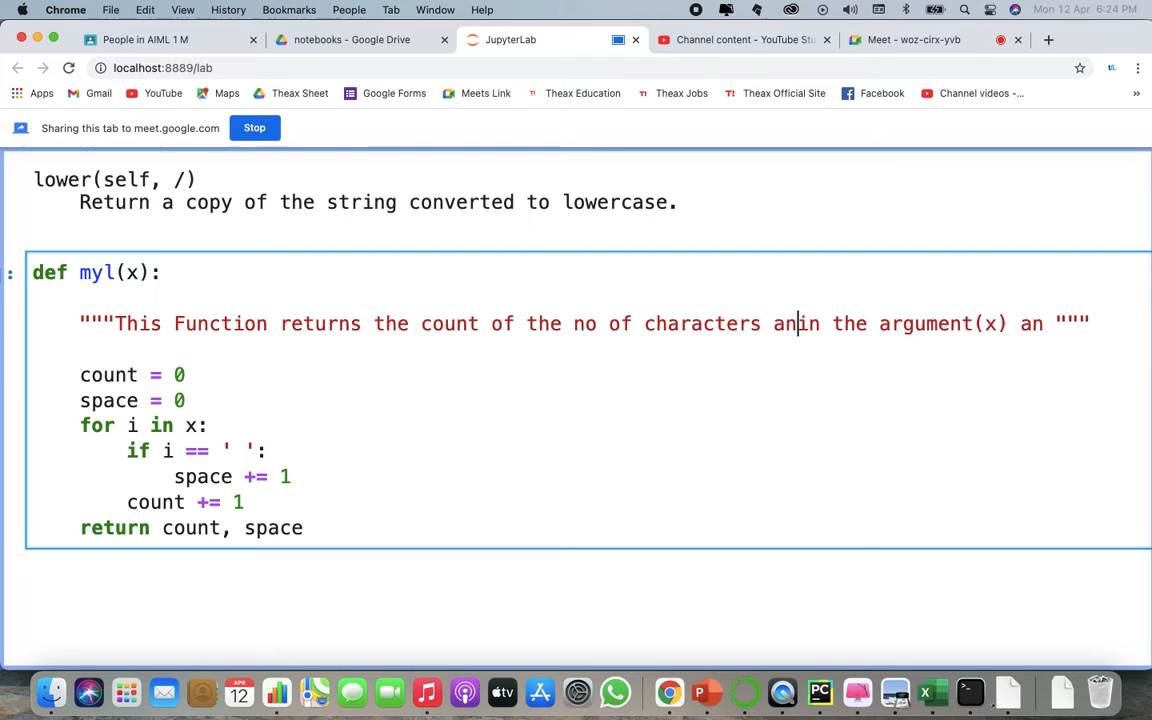 Chrome File Edit View History Bookmarks People Tab Window Help Mon 12 Apr 6:24 PM
People in AIML 1 M notebooks - Google Drive JupyterLab Channel content - YouTube Stu Meet - woz-cirx-yvb
localhost:8889/lab
Apps Gmail YouTube Maps Theax Sheet Google Forms Meets Link Theax Education Theax Jobs Theax Official Site Facebook Channel videos -... »
Sharing this tab to meet.google.com Stop
lower(self, /)
Return a copy of the string converted to lowercase.
: def myl(x):
"""This Function returns the count of the no of characters anin the argument(x) an """
count = 0
space = 0
for i in x:
if i == ' ':
space += 1
count += 1
return count, space
APR
12
tv
P
PC
X
>_